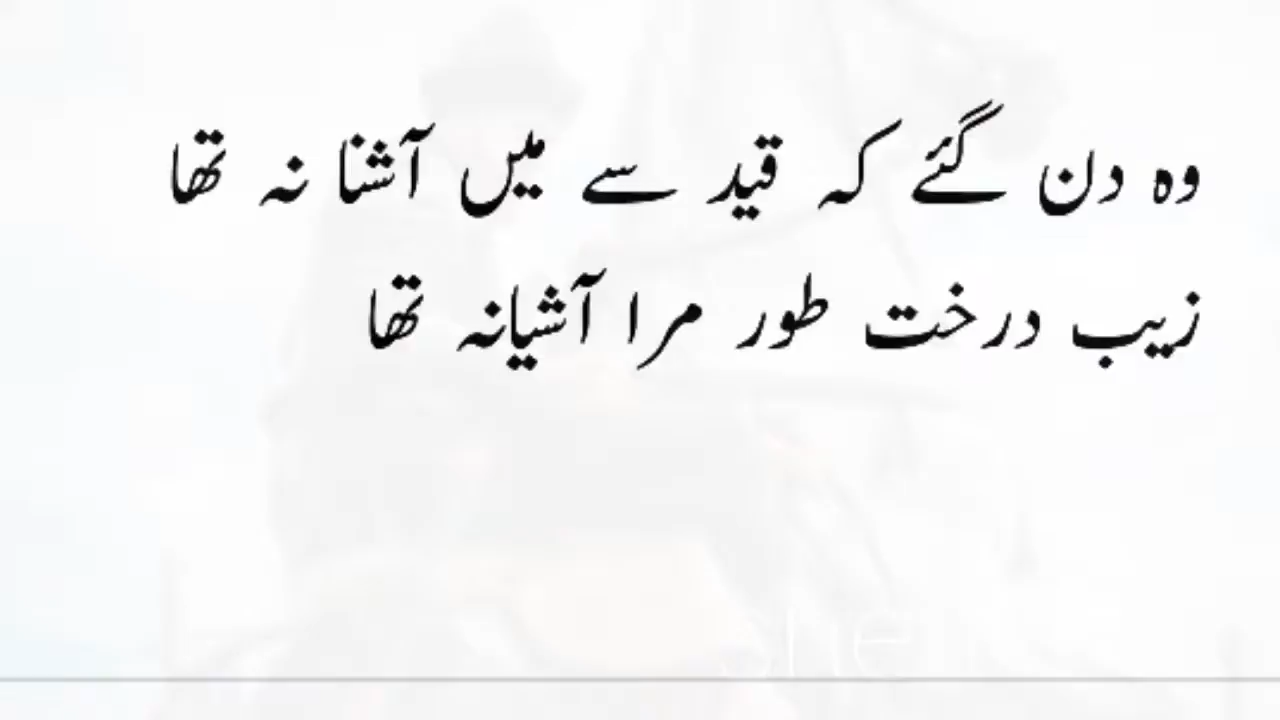 وہ دن گئے کہ قید سے میں آشنا نہ تھا
زیب درخت طور مرا آشیانہ تھا